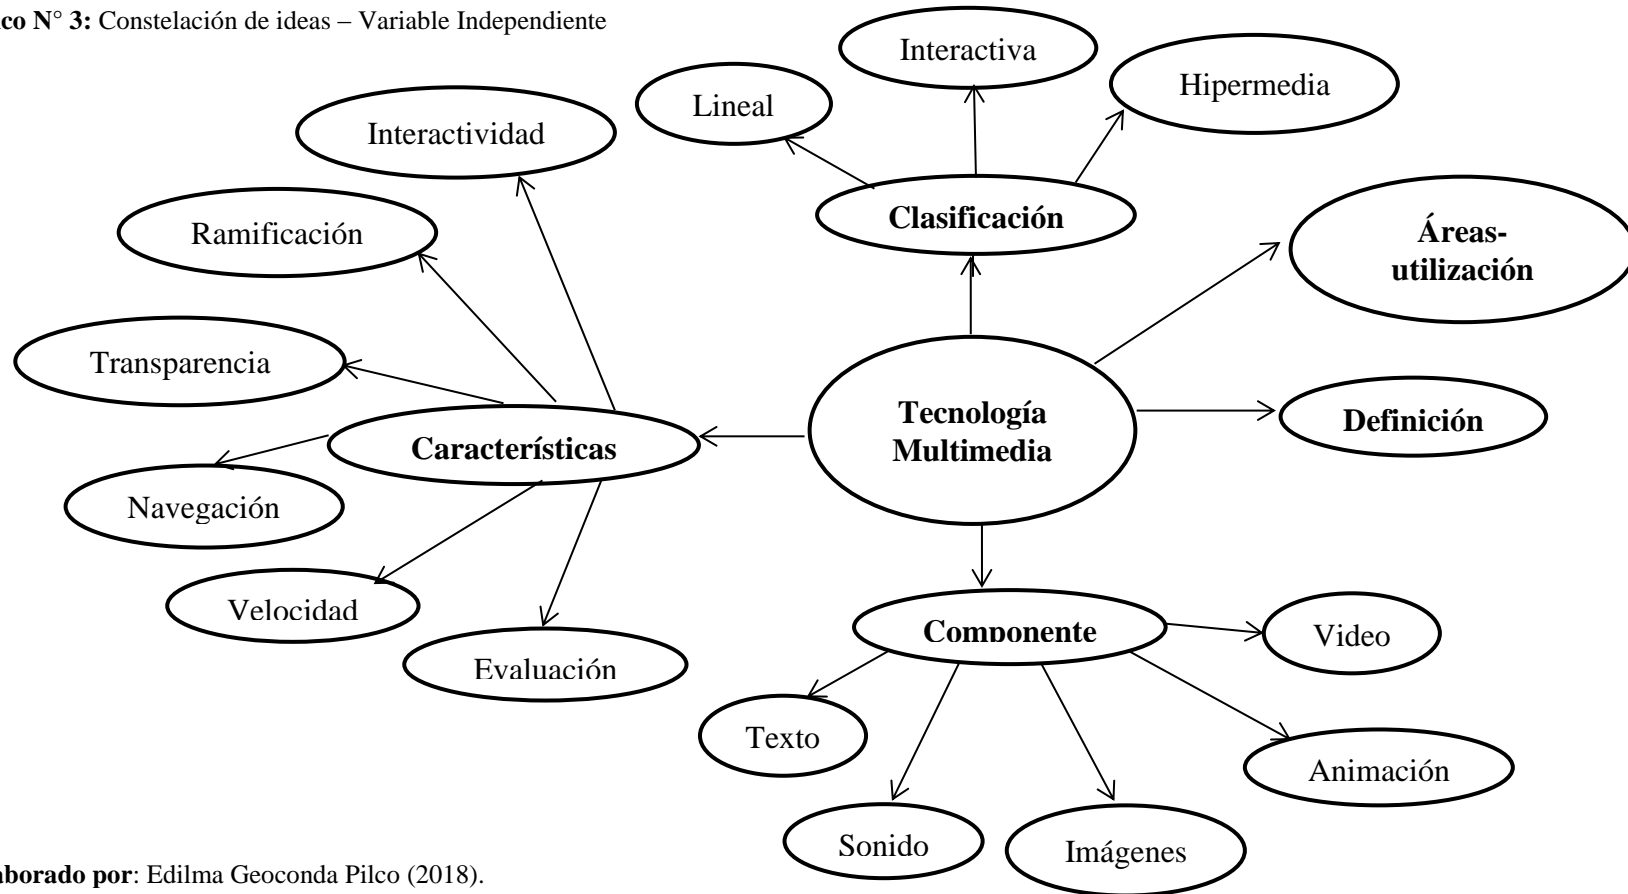 co N° 3: Constelación de ideas – Variable Independiente
Interactiva
Hipermedia
Lineal
Interactividad
Clasificación
Ramificación
Áreas-
utilización
Transparencia
Tecnología
Multimedia
Definición
Características
Navegación
Velocidad
Componente
Video
Evaluación
Texto
Animación
Sonido
Imágenes
aborado por: Edilma Geoconda Pilco (2018).